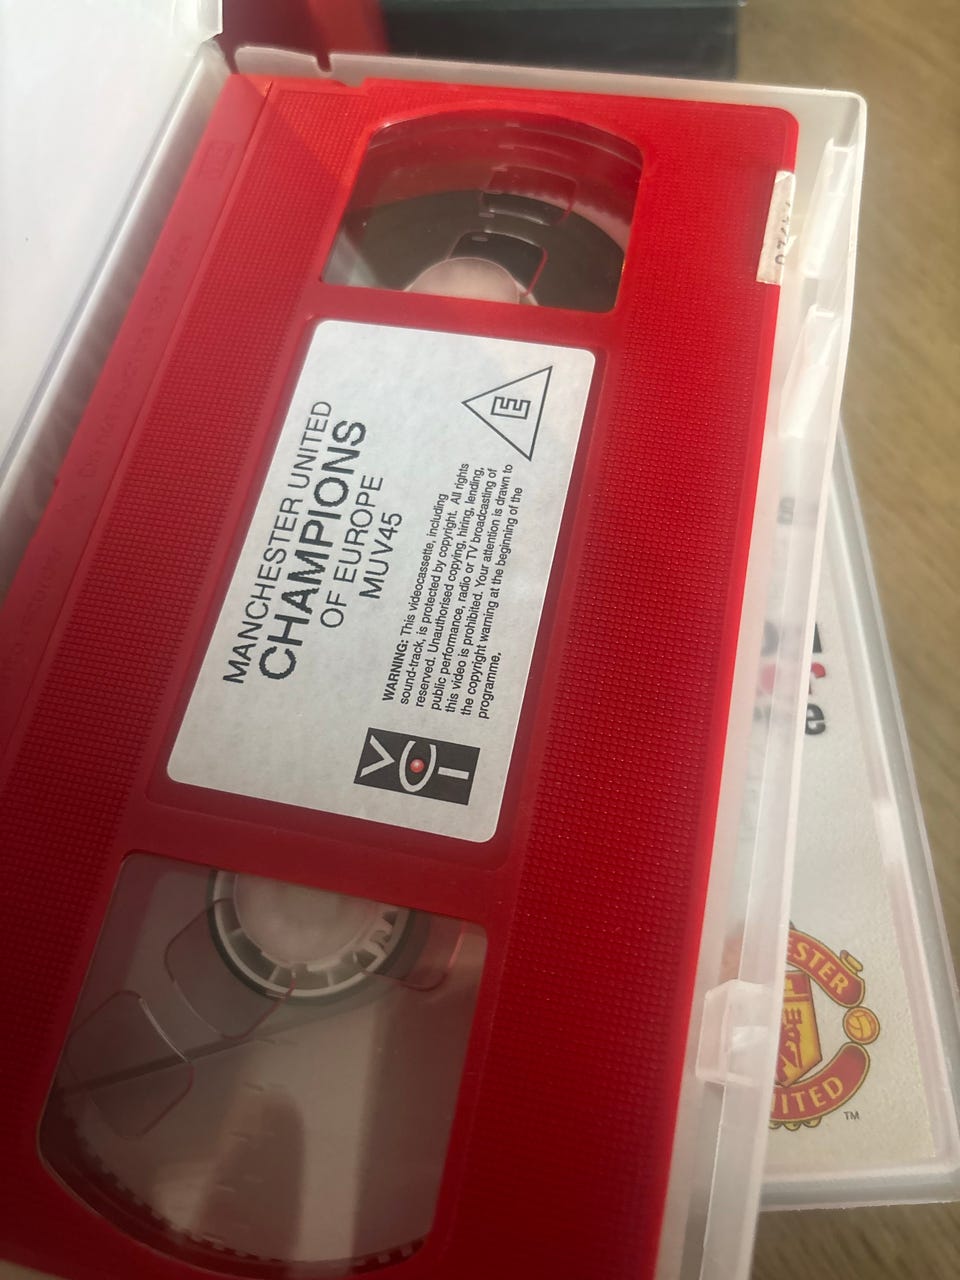 MANCHESTER UNITED
CHAMPIONS
OF EUROPE
MUV45
E
WARNING: This videocassette, including
sound-track, is protected by copyright. All rights
reserved. Unauthorised copying, hiring, lending,
public performance, radio or TV broadcasting of
this video is prohibited. Your attention is drawn to
the copyright warning at the beginning of the
programme.
VCI
ESTER
ITED
TM